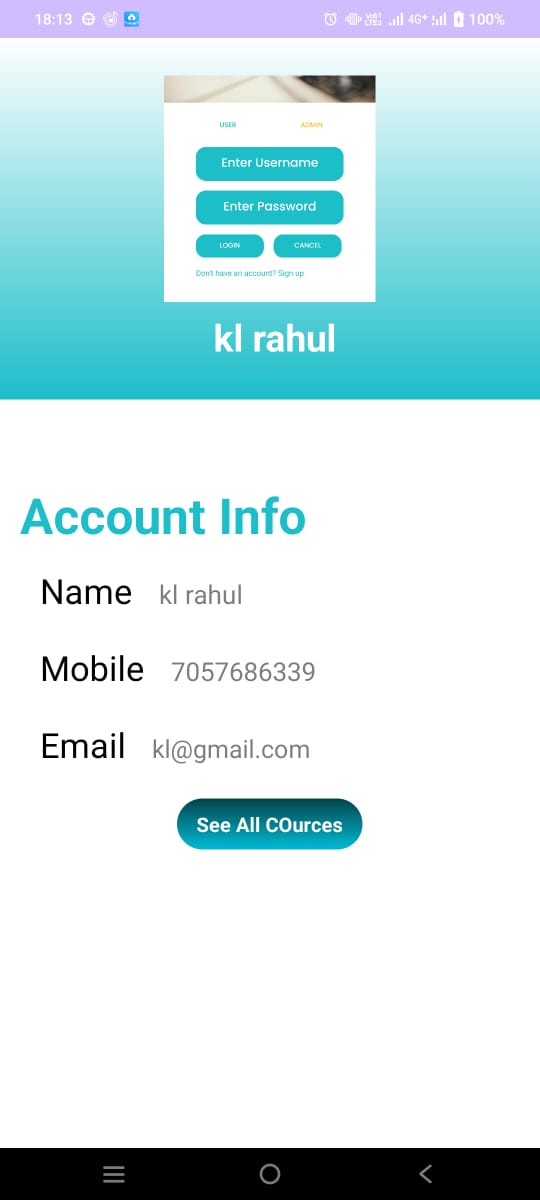 18:13 VoLTE1 LTE2 4G+ 100%
USER ADMIN
Enter Username
Enter Password
LOGIN CANCEL
Don't have an account? Sign up
kl rahul
Account Info
Name kl rahul
Mobile 7057686339
Email kl@gmail.com
See All COurces